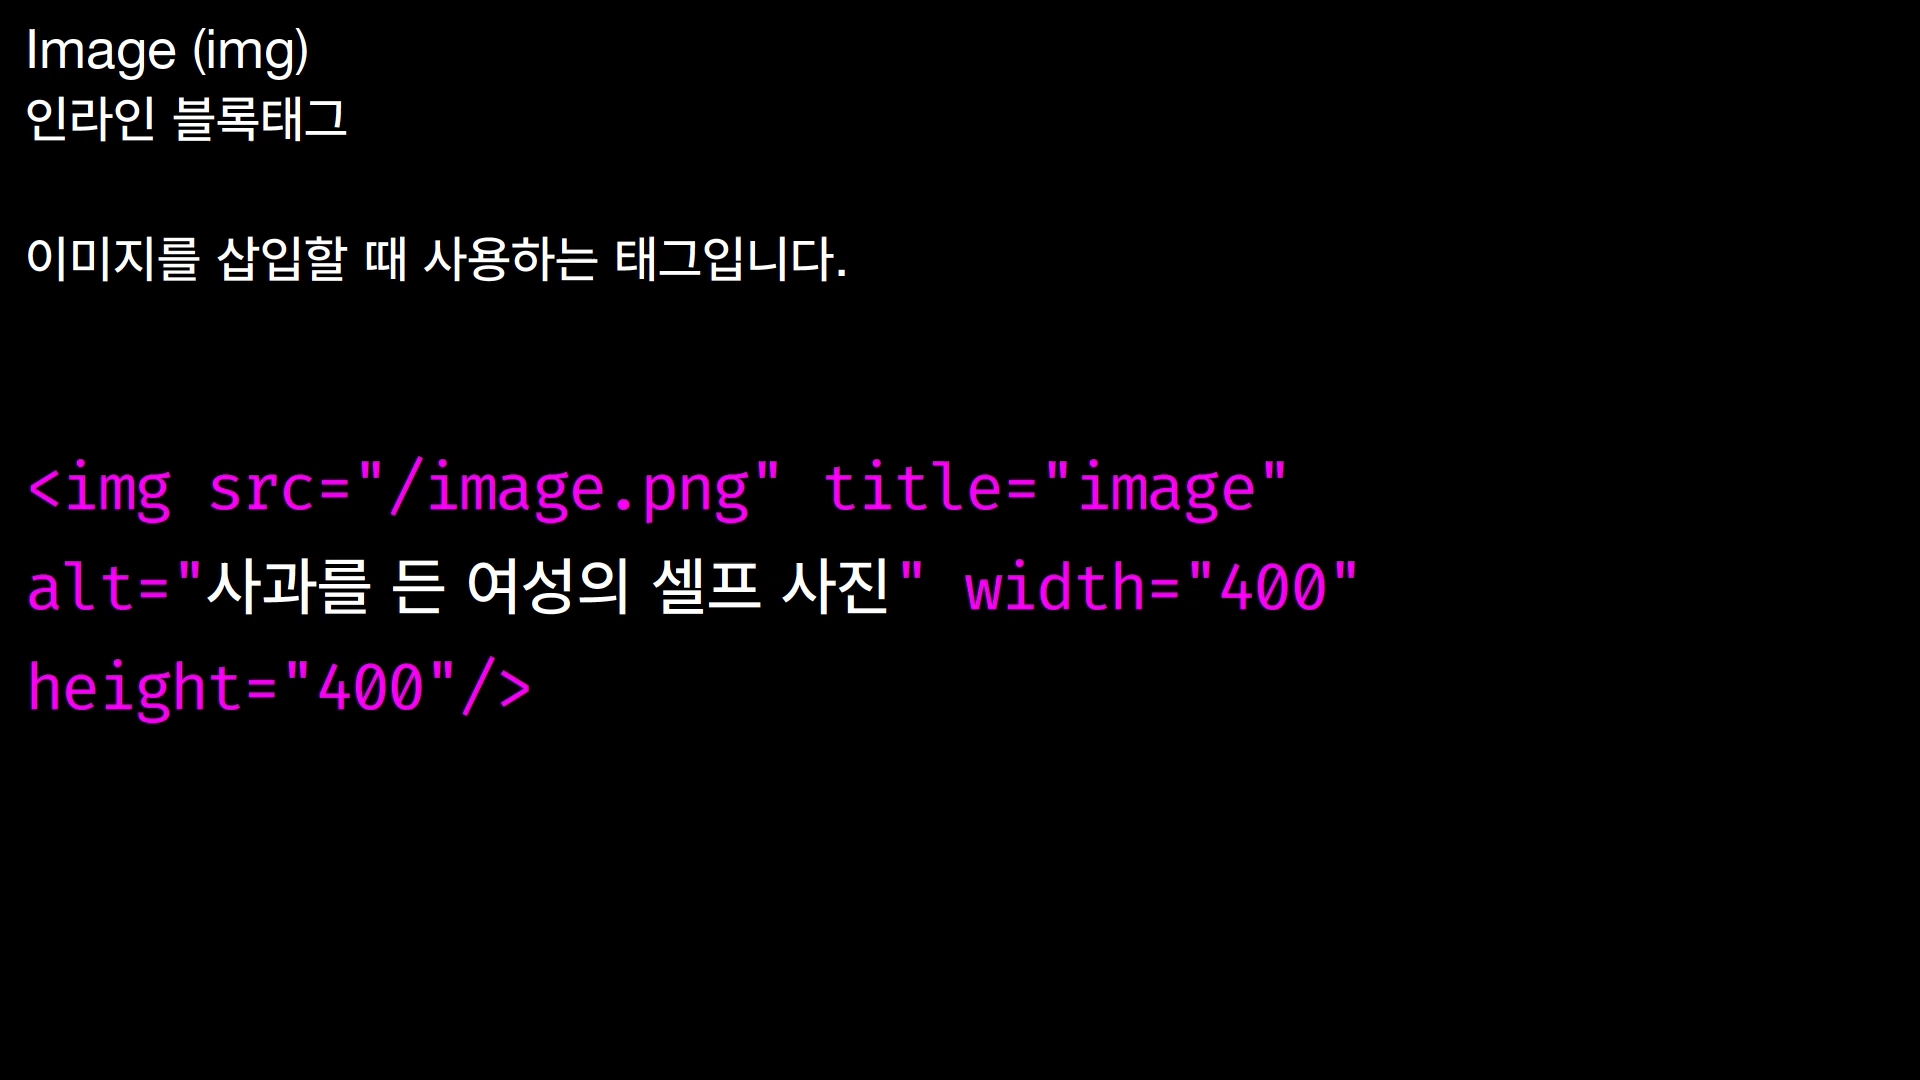 Image (img)
인라인 블록태그
이미지를 삽입할 때 사용하는 태그입니다.
<img src="/image.png" title="image"
alt="사과를 든 여성의 셀프 사진" width="400"
height="400"/>